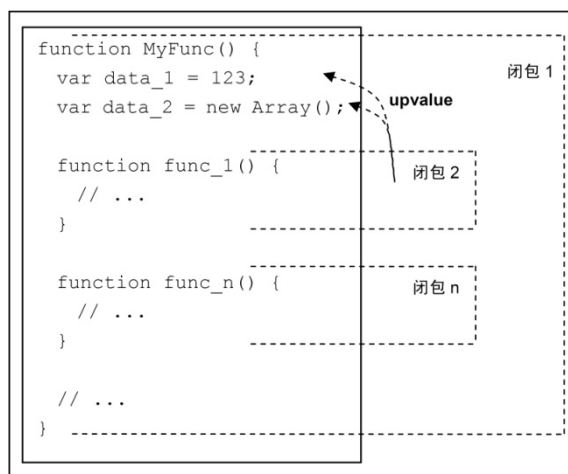 function MyFunc() {
闭包 1
var data_1 = 123;
var data_2 = new Array();
upvalue
function func_1() {
闭包 2
// ...
}
function func_n() {
闭包 n
// ...
}
// ...
}